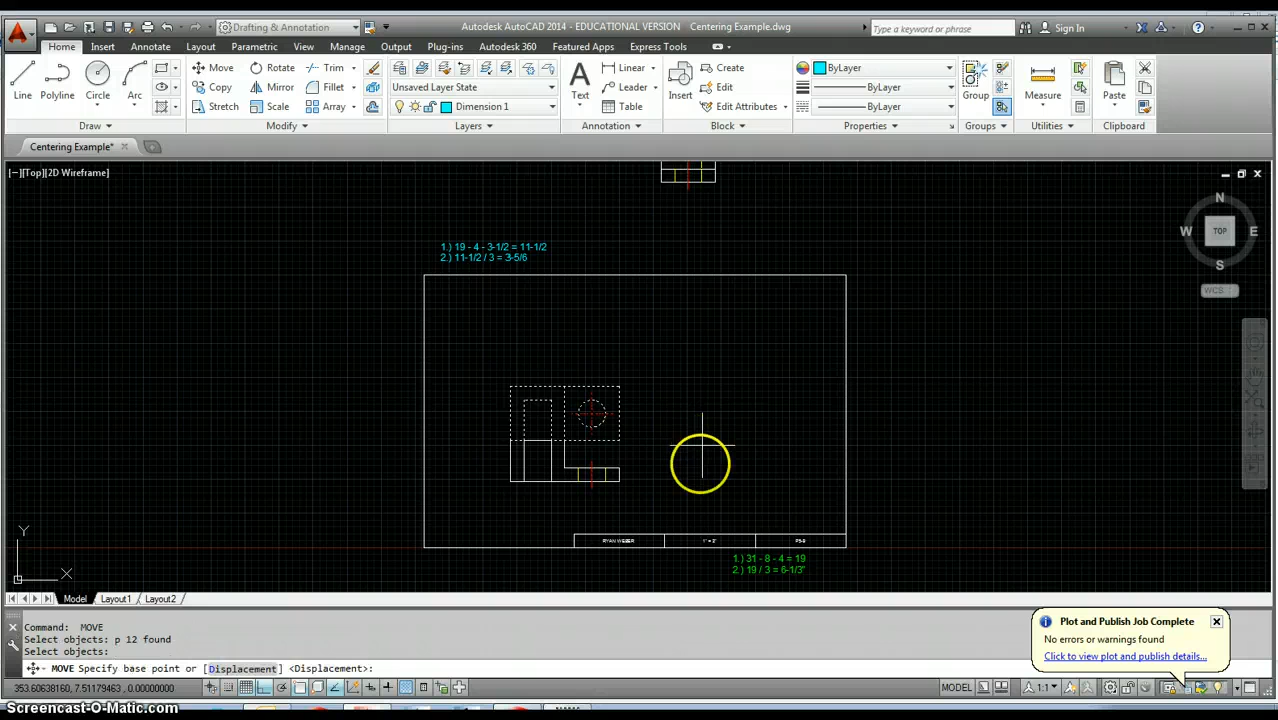 Drafting & Annotation
Autodesk AutoCAD 2014 - EDUCATIONAL VERSION Centering Example.dwg
Type a keyword or phrase
Sign In
Home Insert Annotate Layout Parametric View Manage Output Plug-ins Autodesk 360 Featured Apps Express Tools
Line Polyline Circle Arc
Move Rotate Trim
Copy Mirror Fillet
Stretch Scale Array
Unsaved Layer State
Dimension 1
Text
Linear
Leader
Table
Insert
Create
Edit
Edit Attributes
ByLayer
ByLayer
ByLayer
Group
Measure
Paste
Draw Modify Layers Annotation Block Properties Groups Utilities Clipboard
Centering Example*
[–][Top][2D Wireframe]
N
W TOP E
S
WCS
1.) 19 - 4 - 3-1/2 = 11-1/2
2.) 11-1/2 / 3 = 3-5/6
RYAN WEBER 1" = 2" P5-9
1.) 31 - 8 - 4 = 19
2.) 19 / 3 = 6-1/3"
Y
X
Model Layout1 Layout2
Command: MOVE
Select objects: p 12 found
Select objects:
MOVE Specify base point or [Displacement] <Displacement>:
Plot and Publish Job Complete
No errors or warnings found
Click to view plot and publish details...
353.60638160, 7.51179463, 0.00000000
MODEL
1:1
Screencast-O-Matic.com